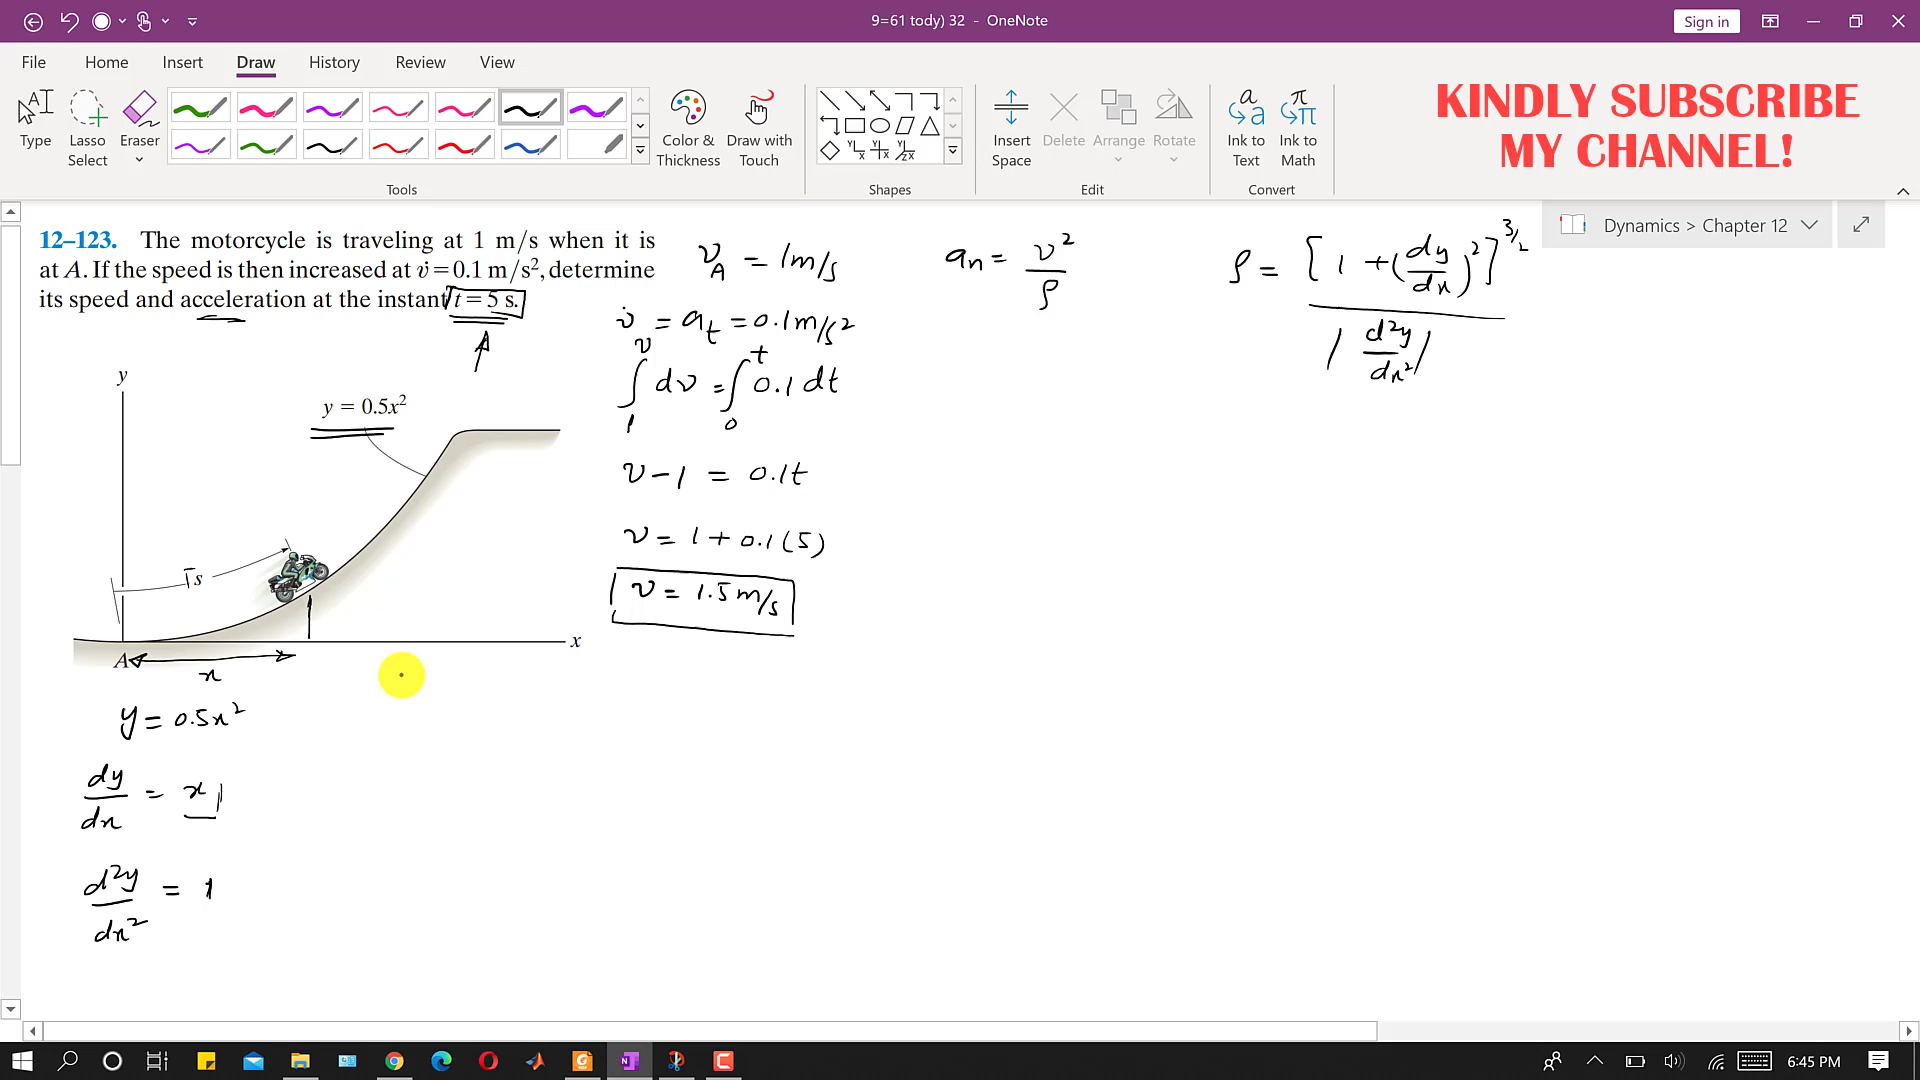 9=61 tody) 32 - OneNote
Sign in
File Home Insert Draw History Review View
KINDLY SUBSCRIBE
MY CHANNEL!
Type
Lasso
Select
Eraser
Color &
Thickness
Draw with
Touch
Insert
Space
Delete
Arrange
Rotate
Ink to
Text
Ink to
Math
Tools
Shapes
Edit
Convert
Dynamics > Chapter 12
12–123. The motorcycle is traveling at 1 m/s when it is
at A. If the speed is then increased at v̇ = 0.1 m/s², determine
its speed and acceleration at the instant t = 5 s.
A
y
y = 0.5x²
s
x
A
x
y = 0.5x²
dy/dx = x
d²y/dx² = 1
v_A = 1m/s
v̇ = a_t = 0.1m/s²
∫₁ᵛ dv = ∫₀ᵗ 0.1 dt
v - 1 = 0.1t
v = 1 + 0.1(5)
v = 1.5 m/s
a_n = v²/ρ
ρ = [1 + (dy/dx)²]^3/2 / |d²y/dx²|
6:45 PM